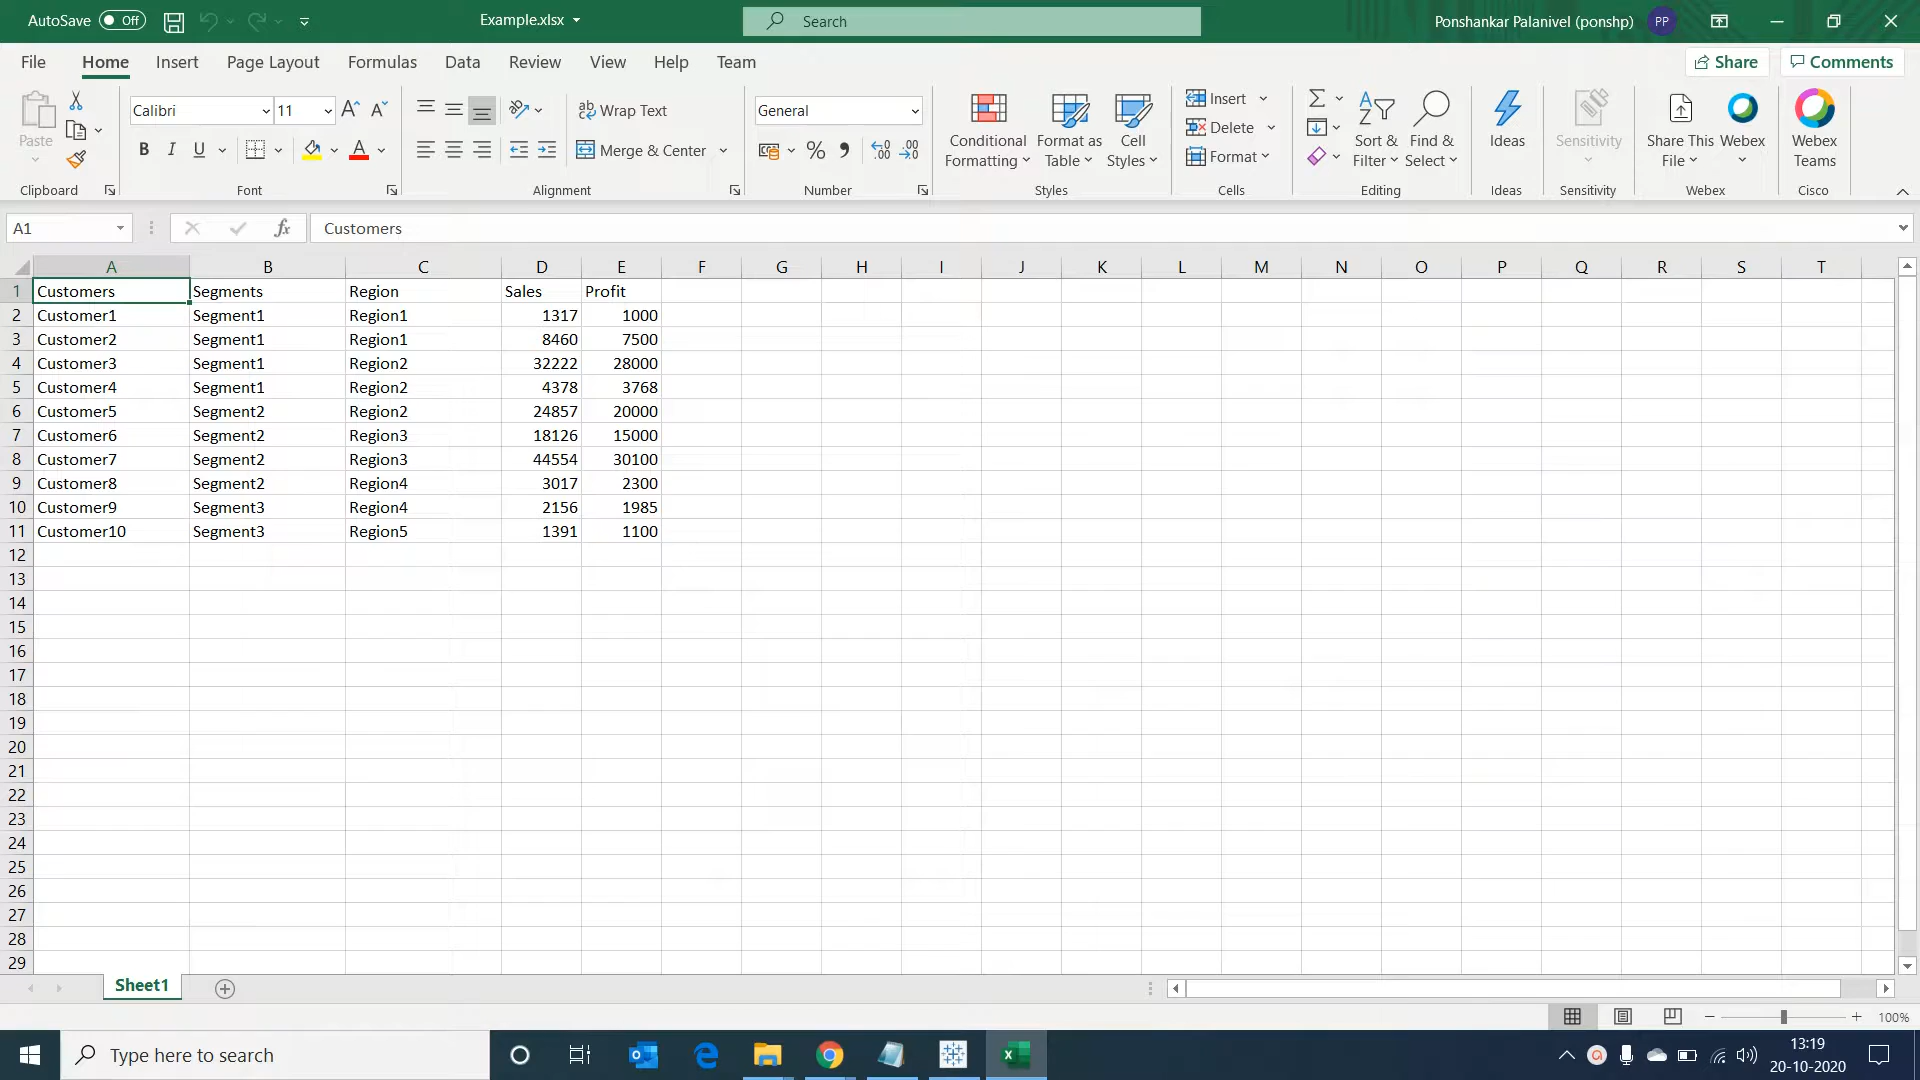 AutoSave Off Example.xlsx Search Ponshankar Palanivel (ponshp) PP
File Home Insert Page Layout Formulas Data Review View Help Team Share Comments
Paste
Clipboard
Calibri 11
B I U A
Font
ab Wrap Text
Merge & Center
Alignment
General
% 9
Number
Conditional Formatting
Format as Table
Cell Styles
Styles
Insert
Delete
Format
Cells
Sort & Filter
Find & Select
Editing
Ideas
Ideas
Sensitivity
Sensitivity
Share This File
Webex
Webex
Webex Teams
Cisco
A1 fx Customers
A B C D E F G H I J K L M N O P Q R S T
1 Customers Segments Region Sales Profit
2 Customer1 Segment1 Region1 1317 1000
3 Customer2 Segment1 Region1 8460 7500
4 Customer3 Segment1 Region2 32222 28000
5 Customer4 Segment1 Region2 4378 3768
6 Customer5 Segment2 Region2 24857 20000
7 Customer6 Segment2 Region3 18126 15000
8 Customer7 Segment2 Region3 44554 30100
9 Customer8 Segment2 Region4 3017 2300
10 Customer9 Segment3 Region4 2156 1985
11 Customer10 Segment3 Region5 1391 1100
12
13
14
15
16
17
18
19
20
21
22
23
24
25
26
27
28
29
Sheet1
100%
Type here to search
13:19
20-10-2020